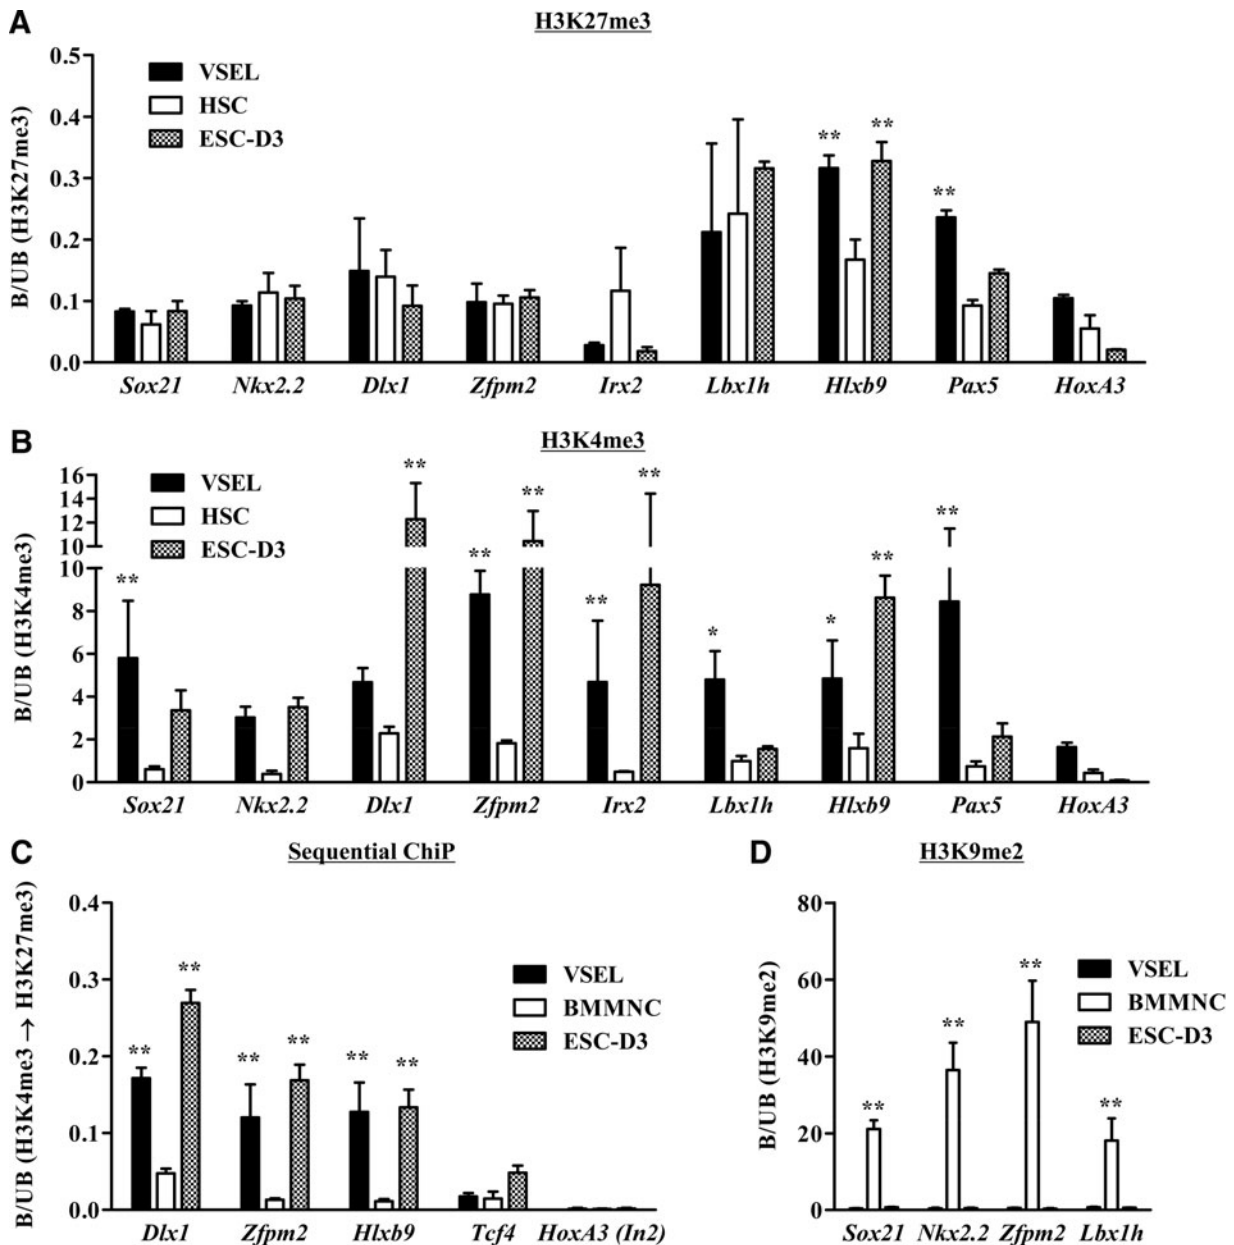 A
H3K27me3
B/UB (H3K27me3)
0.5
0.4
0.3
0.2
0.1
0.0
VSEL
HSC
ESC-D3
** ** **
Sox21 Nkx2.2 Dlx1 Zfpm2 Irx2 Lbx1h Hlxb9 Pax5 HoxA3
B
H3K4me3
B/UB (H3K4me3)
16
14
12
10
10
8
6
4
2
0
VSEL
HSC
ESC-D3
** ** ** ** ** ** * * ** **
Sox21 Nkx2.2 Dlx1 Zfpm2 Irx2 Lbx1h Hlxb9 Pax5 HoxA3
C
Sequential ChiP
B/UB (H3K4me3 → H3K27me3)
0.4
0.3
0.2
0.1
0.0
VSEL
BMMNC
ESC-D3
** ** ** ** ** **
Dlx1 Zfpm2 Hlxb9 Tcf4 HoxA3 (In2)
D
H3K9me2
B/UB (H3K9me2)
80
60
40
20
0
VSEL
BMMNC
ESC-D3
** ** ** **
Sox21 Nkx2.2 Zfpm2 Lbx1h